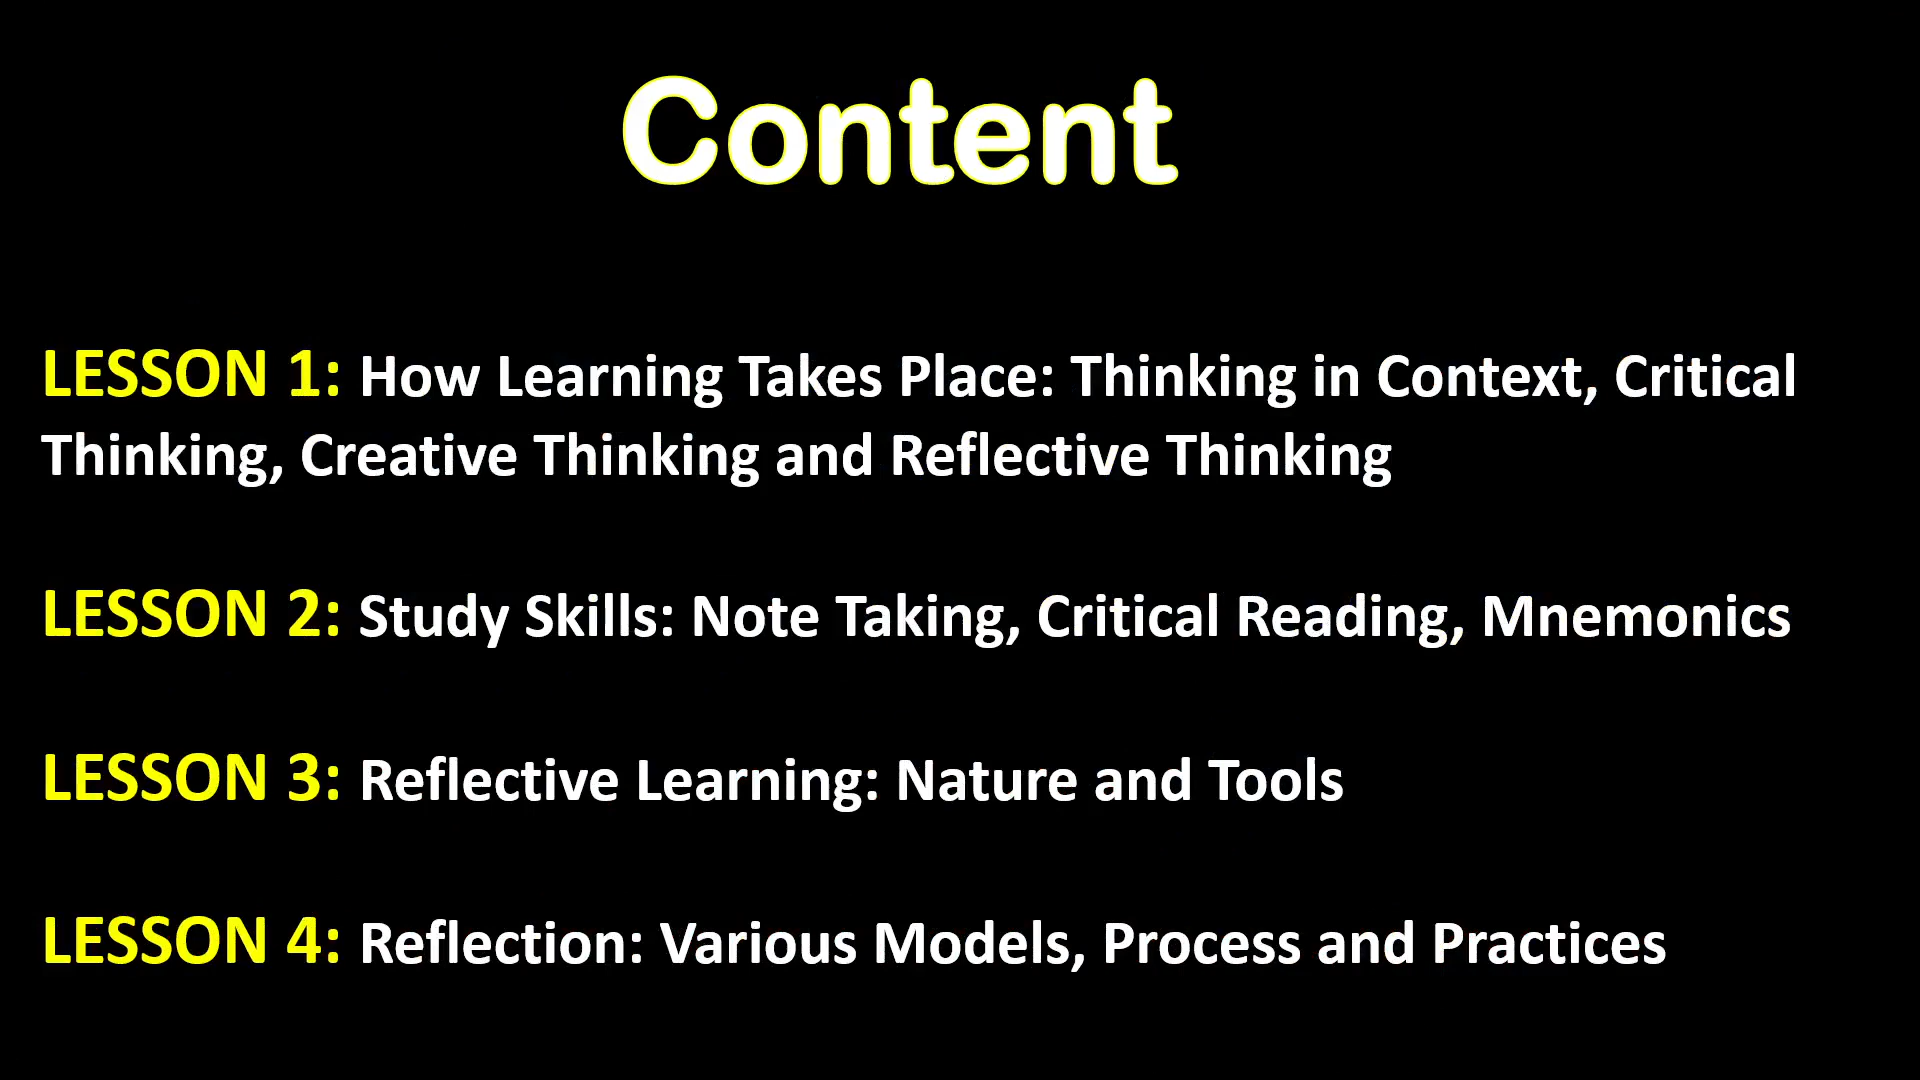 Content
LESSON 1: How Learning Takes Place: Thinking in Context, Critical
Thinking, Creative Thinking and Reflective Thinking
LESSON 2: Study Skills: Note Taking, Critical Reading, Mnemonics
LESSON 3: Reflective Learning: Nature and Tools
LESSON 4: Reflection: Various Models, Process and Practices